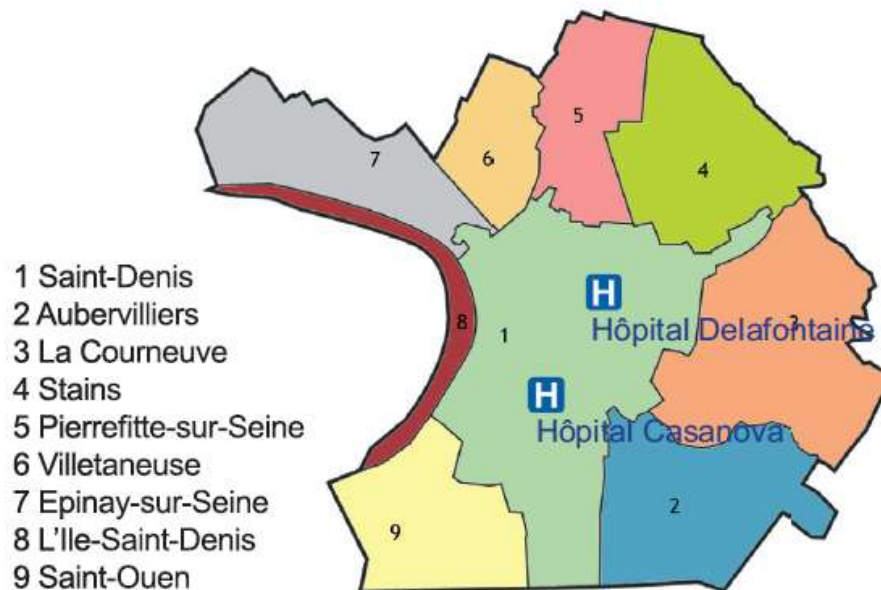 7
6
5
4
8
1
H
Hôpital Delafontaine
3
H
Hôpital Casanova
2
9
1 Saint-Denis
2 Aubervilliers
3 La Courneuve
4 Stains
5 Pierrefitte-sur-Seine
6 Villetaneuse
7 Epinay-sur-Seine
8 L'Ile-Saint-Denis
9 Saint-Ouen